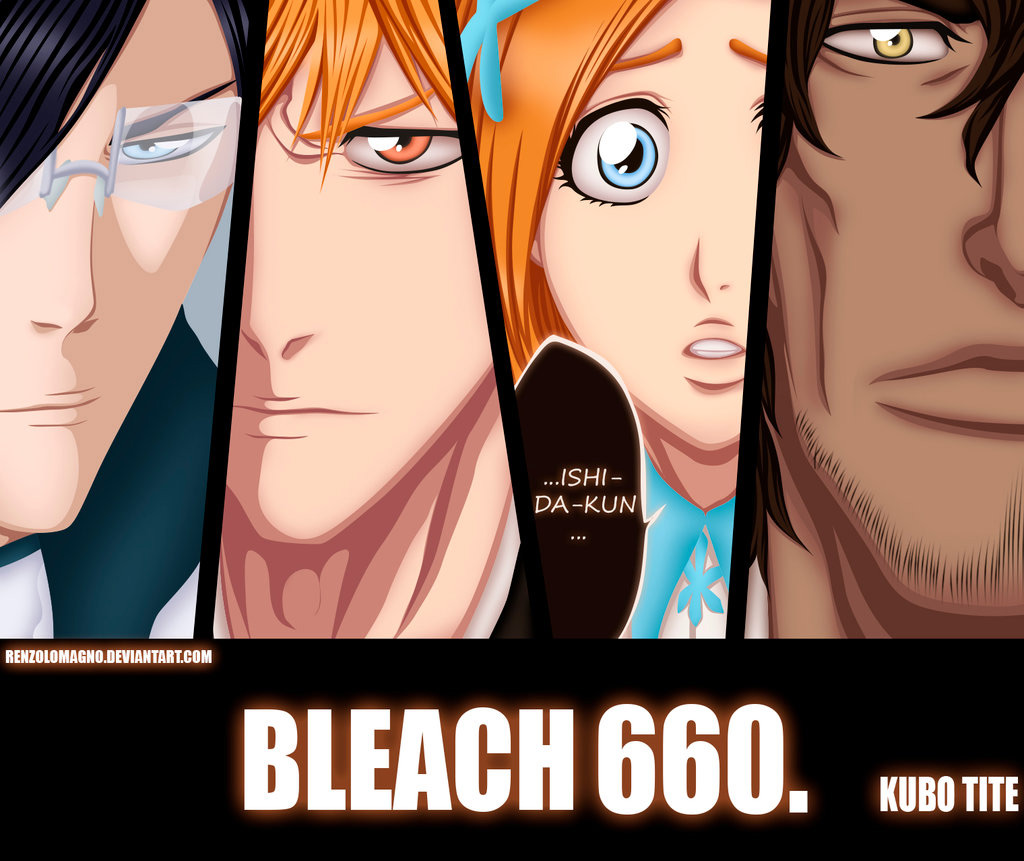 ...ISHI-
DA-KUN
...
RENZOLOMAGNO.DEVIANTART.COM
BLEACH 660.
KUBO TITE